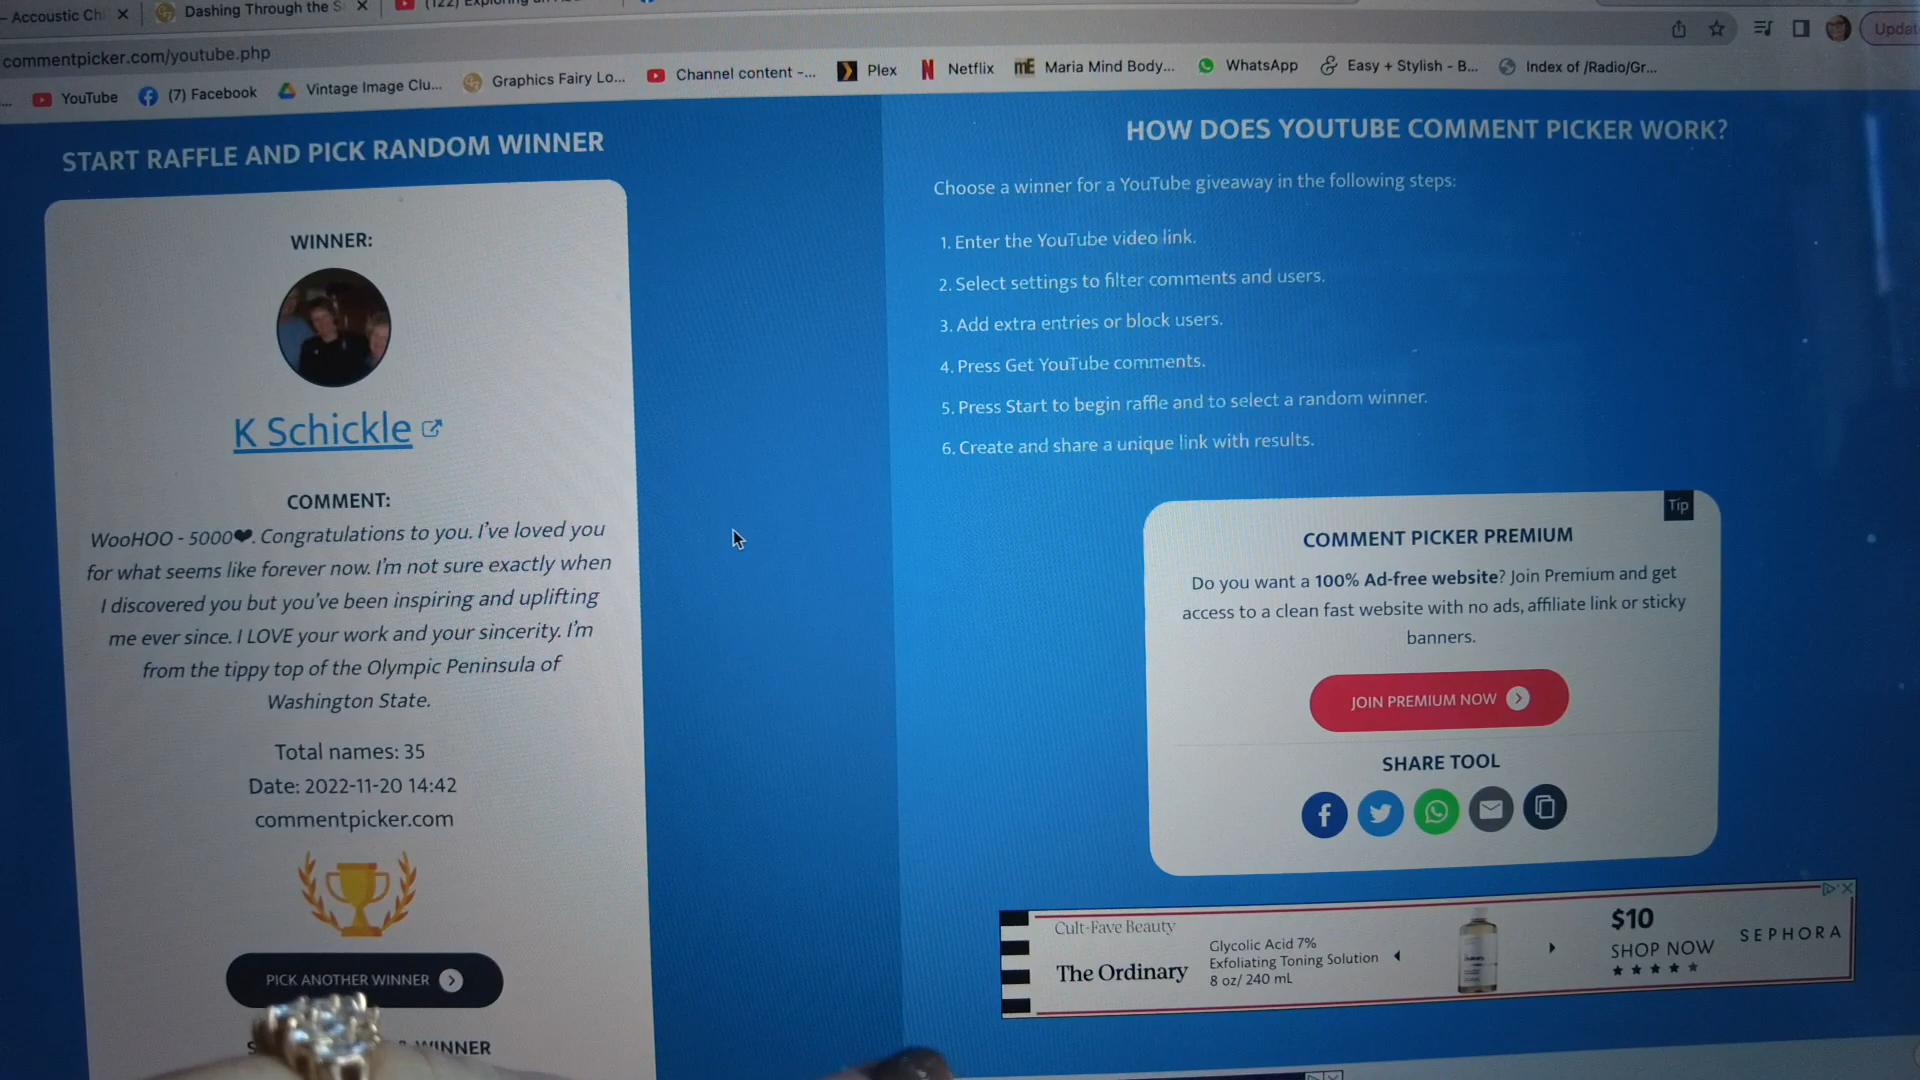 Accoustic Ch
Dashing Through the S
commentpicker.com/youtube.php
Updat
YouTube
(7) Facebook
Vintage Image Clu...
Graphics Fairy Lo...
Channel content -...
Plex
Netflix
mE Maria Mind Body...
WhatsApp
Easy + Stylish - B...
Index of /Radio/Gr...
START RAFFLE AND PICK RANDOM WINNER
WINNER:
K Schickle
COMMENT:
WooHOO - 5000❤. Congratulations to you. I've loved you
for what seems like forever now. I'm not sure exactly when
I discovered you but you've been inspiring and uplifting
me ever since. I LOVE your work and your sincerity. I'm
from the tippy top of the Olympic Peninsula of
Washington State.
Total names: 35
Date: 2022-11-20 14:42
commentpicker.com
PICK ANOTHER WINNER
WINNER
HOW DOES YOUTUBE COMMENT PICKER WORK?
Choose a winner for a YouTube giveaway in the following steps:
1. Enter the YouTube video link.
2. Select settings to filter comments and users.
3. Add extra entries or block users.
4. Press Get YouTube comments.
5. Press Start to begin raffle and to select a random winner.
6. Create and share a unique link with results.
Tip
COMMENT PICKER PREMIUM
Do you want a 100% Ad-free website? Join Premium and get
access to a clean fast website with no ads, affiliate link or sticky
banners.
JOIN PREMIUM NOW
SHARE TOOL
Cult-Fave Beauty
The Ordinary
Glycolic Acid 7%
Exfoliating Toning Solution
8 oz/ 240 mL
$10
SHOP NOW
SEPHORA